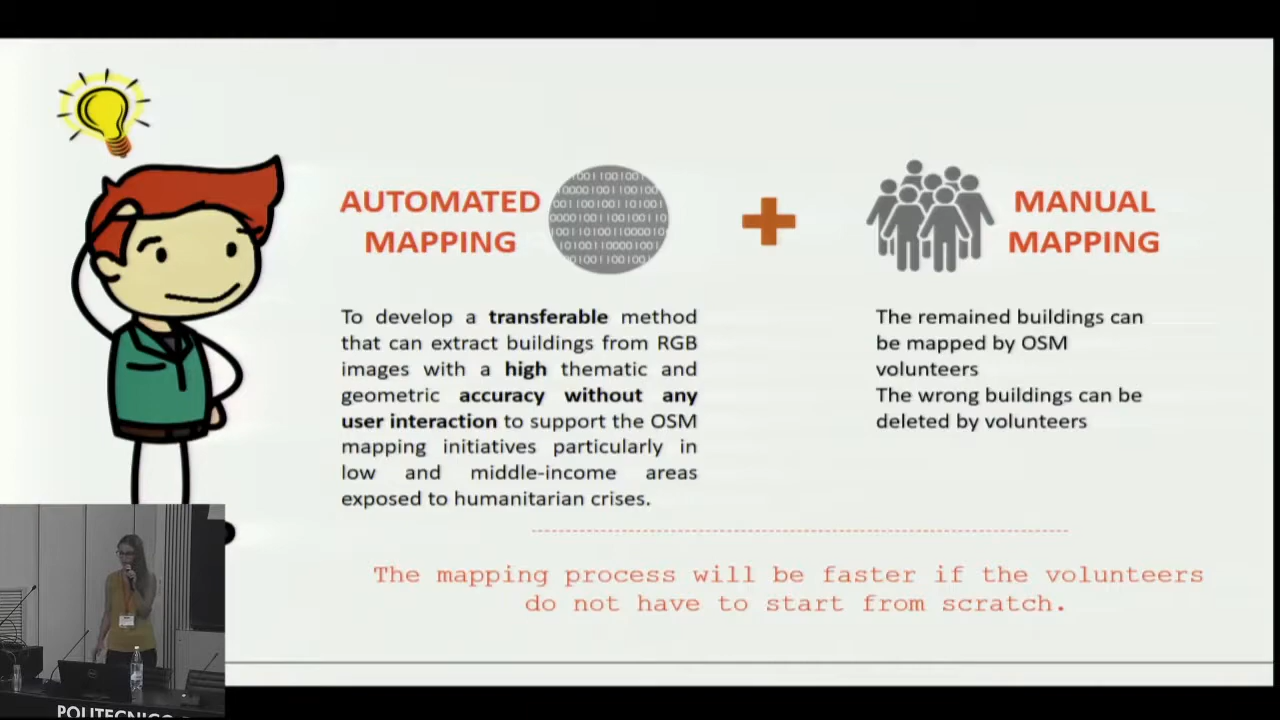 AUTOMATED
MAPPING
MANUAL
MAPPING
To develop a transferable method
that can extract buildings from RGB
images with a high thematic and
geometric accuracy without any
user interaction to support the OSM
mapping initiatives particularly in
low and middle-income areas
exposed to humanitarian crises.
The remained buildings can
be mapped by OSM
volunteers
The wrong buildings can be
deleted by volunteers
The mapping process will be faster if the volunteers
do not have to start from scratch.
POLITECNICO